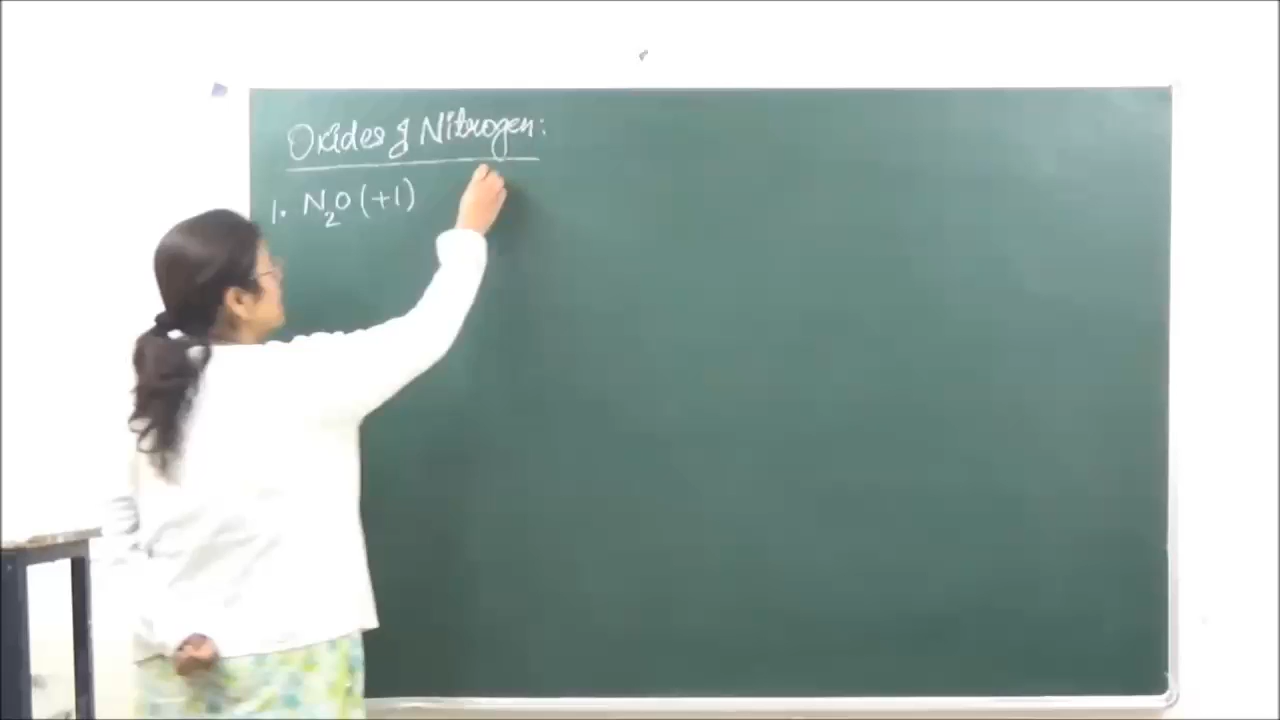 Oxides of Nitrogen:
1. N₂O (+1)